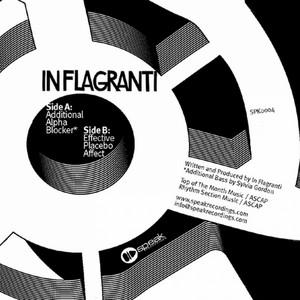 IN FLAGRANTI
Side A:
Additional
Alpha
Blocker*
Side B:
Effective
Placebo
Affect
SPK0004
Written and Produced by In Flagranti
*Additional Bass by Sylvia Gordon
Top of The Month Music / ASCAP
Rhythm Section Music / ASCAP
www.speakrecordings.com
info@speakrecordings.com
speak